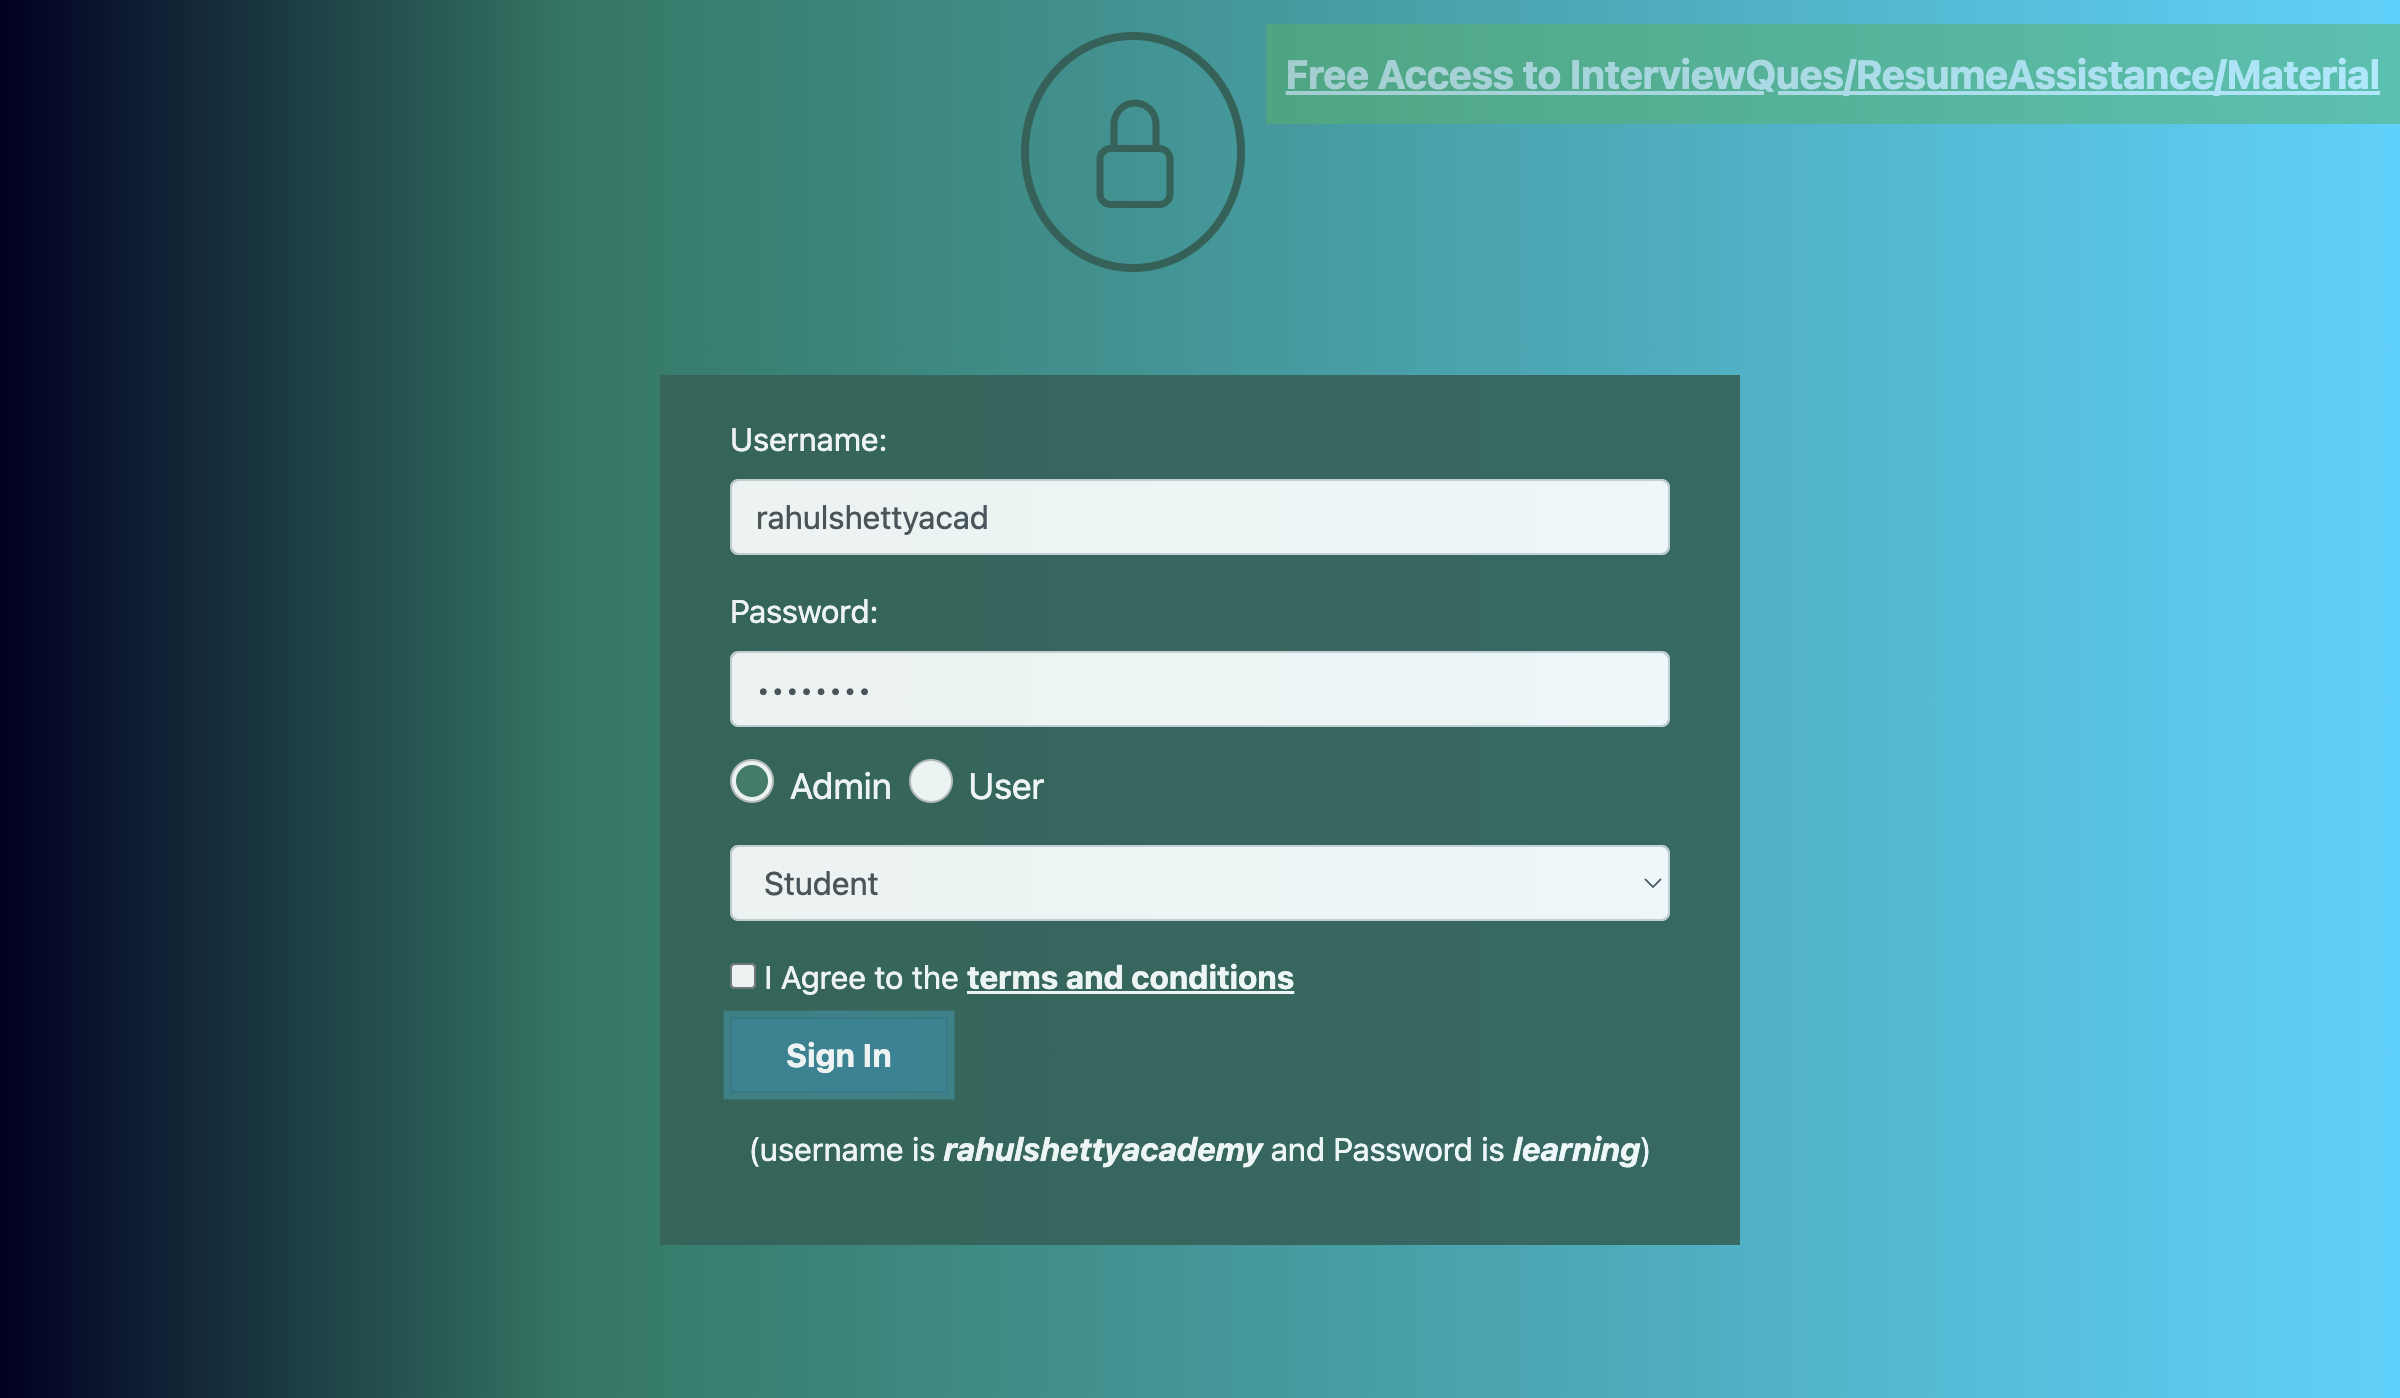 Free Access to InterviewQues/ResumeAssistance/Material
Username:
rahulshettyacad
Password:
••••••••
Admin User
Student
I Agree to the terms and conditions
Sign In
(username is rahulshettyacademy and Password is learning)